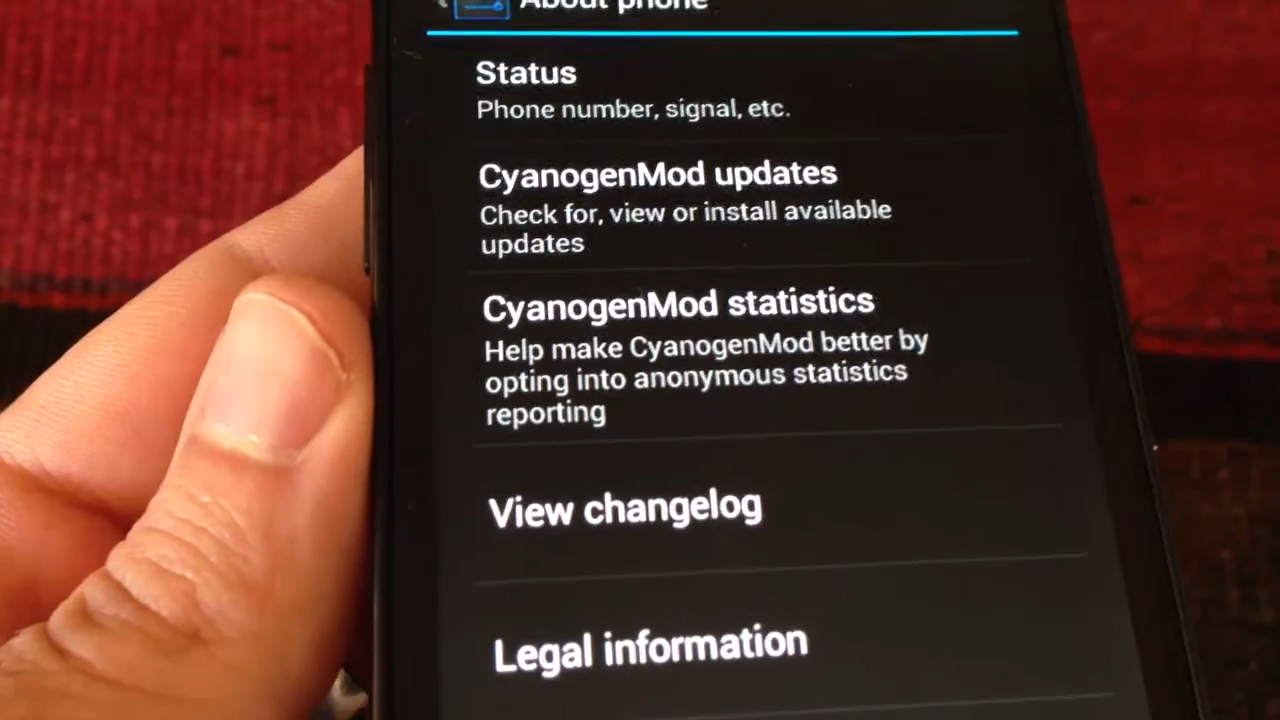 About phone
Status
Phone number, signal, etc.
CyanogenMod updates
Check for, view or install available
updates
CyanogenMod statistics
Help make CyanogenMod better by
opting into anonymous statistics
reporting
View changelog
Legal information